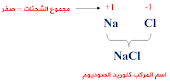 مجموع الشحنات = صفر
+1 -1
Na Cl
NaCl
اسم المركب كلوريد الصوديوم